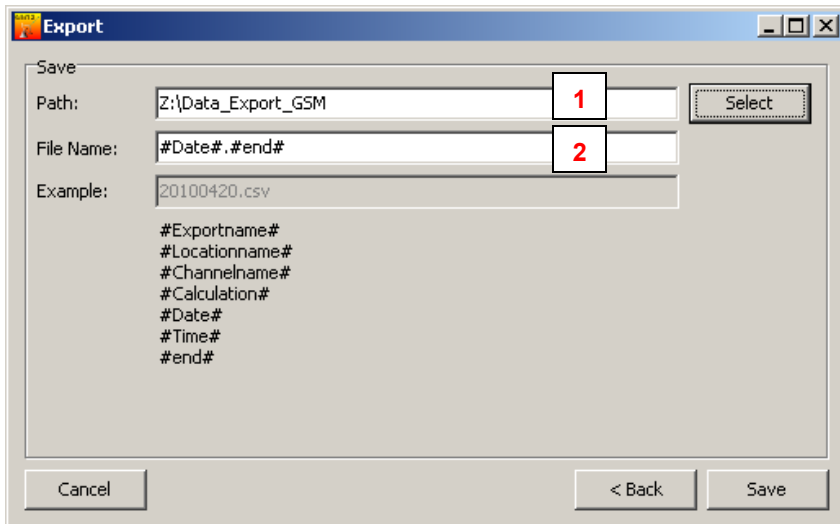 Export
Save
Path: Z:\Data_Export_GSM 1 Select
File Name: #Date#.#end# 2
Example: 20100420.csv
#Exportname#
#Locationname#
#Channelname#
#Calculation#
#Date#
#Time#
#end#
Cancel < Back Save